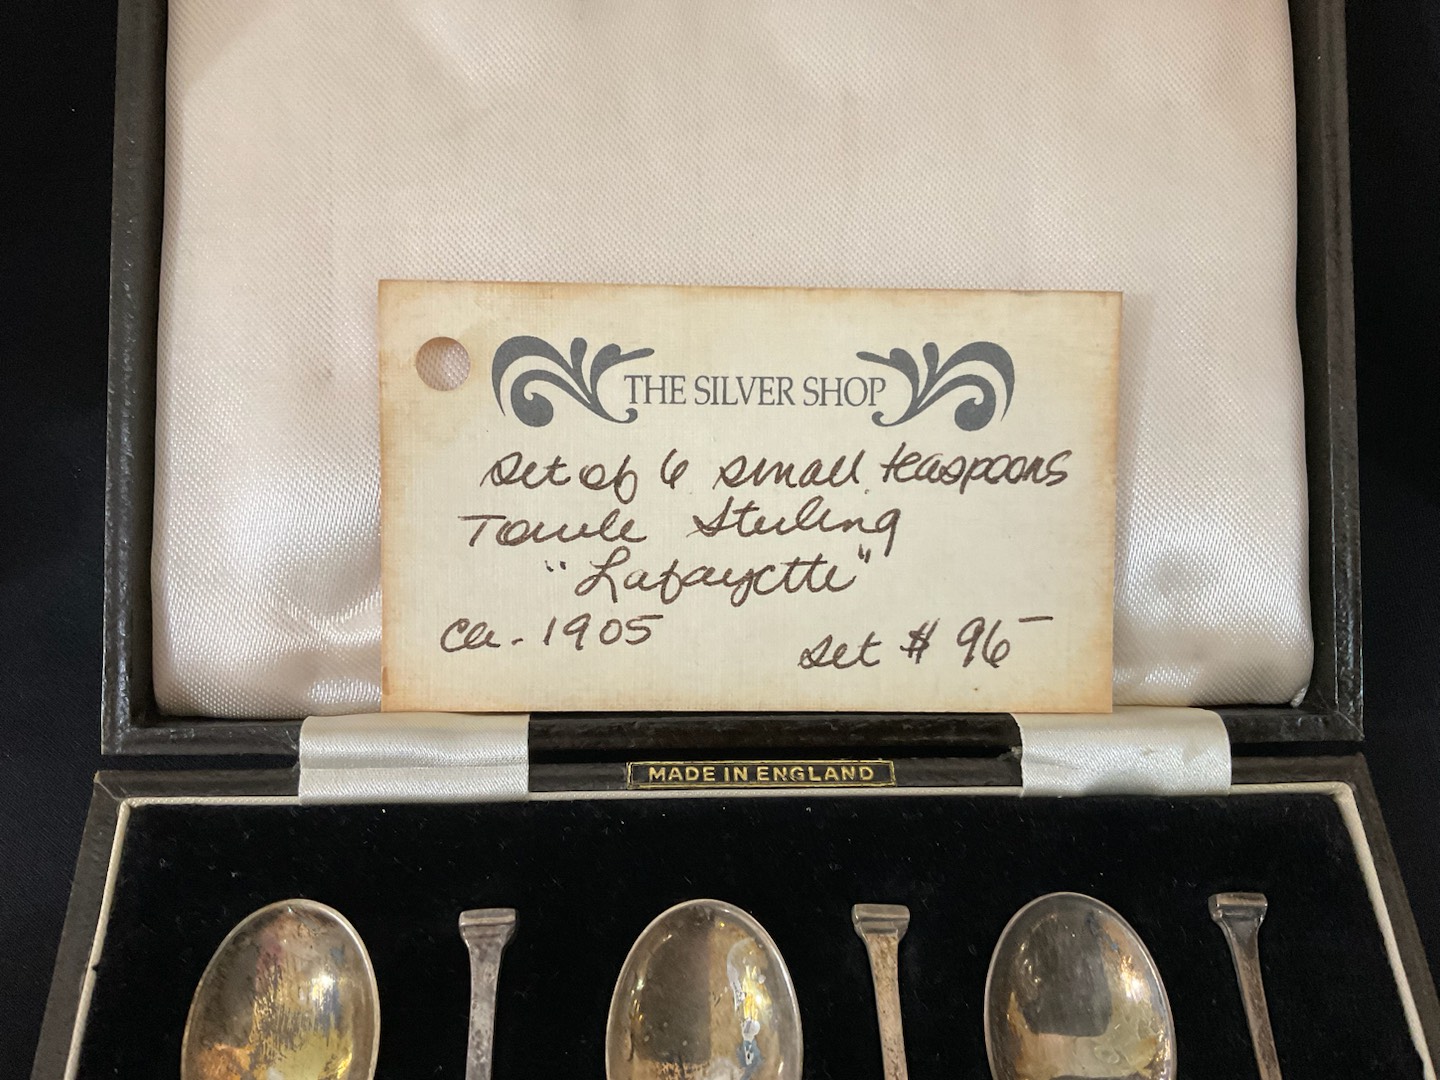 THE SILVER SHOP
Set of 6 small teaspoons
Towle Sterling
"Lafayette"
ca. 1905
set $ 96-
MADE IN ENGLAND